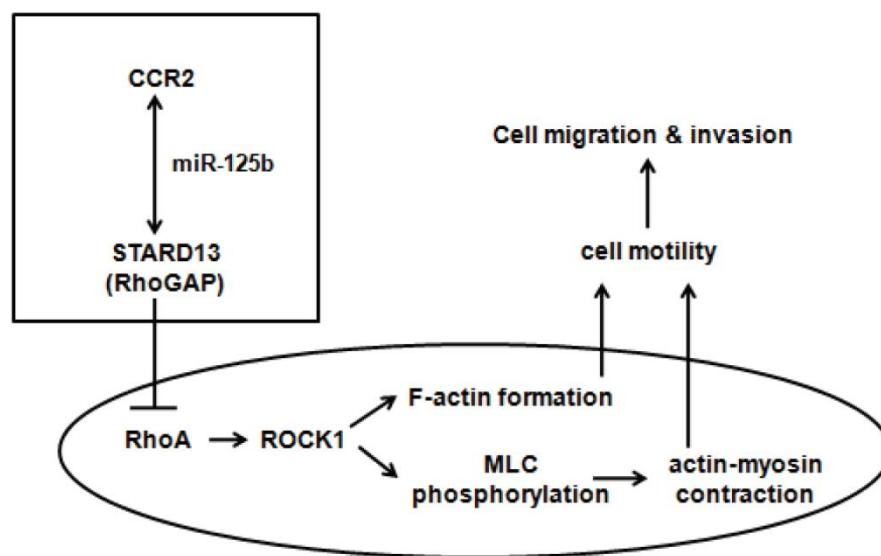 CCR2
miR-125b
STARD13
(RhoGAP)
Cell migration & invasion
cell motility
F-actin formation
RhoA
ROCK1
MLC
phosphorylation
actin-myosin
contraction